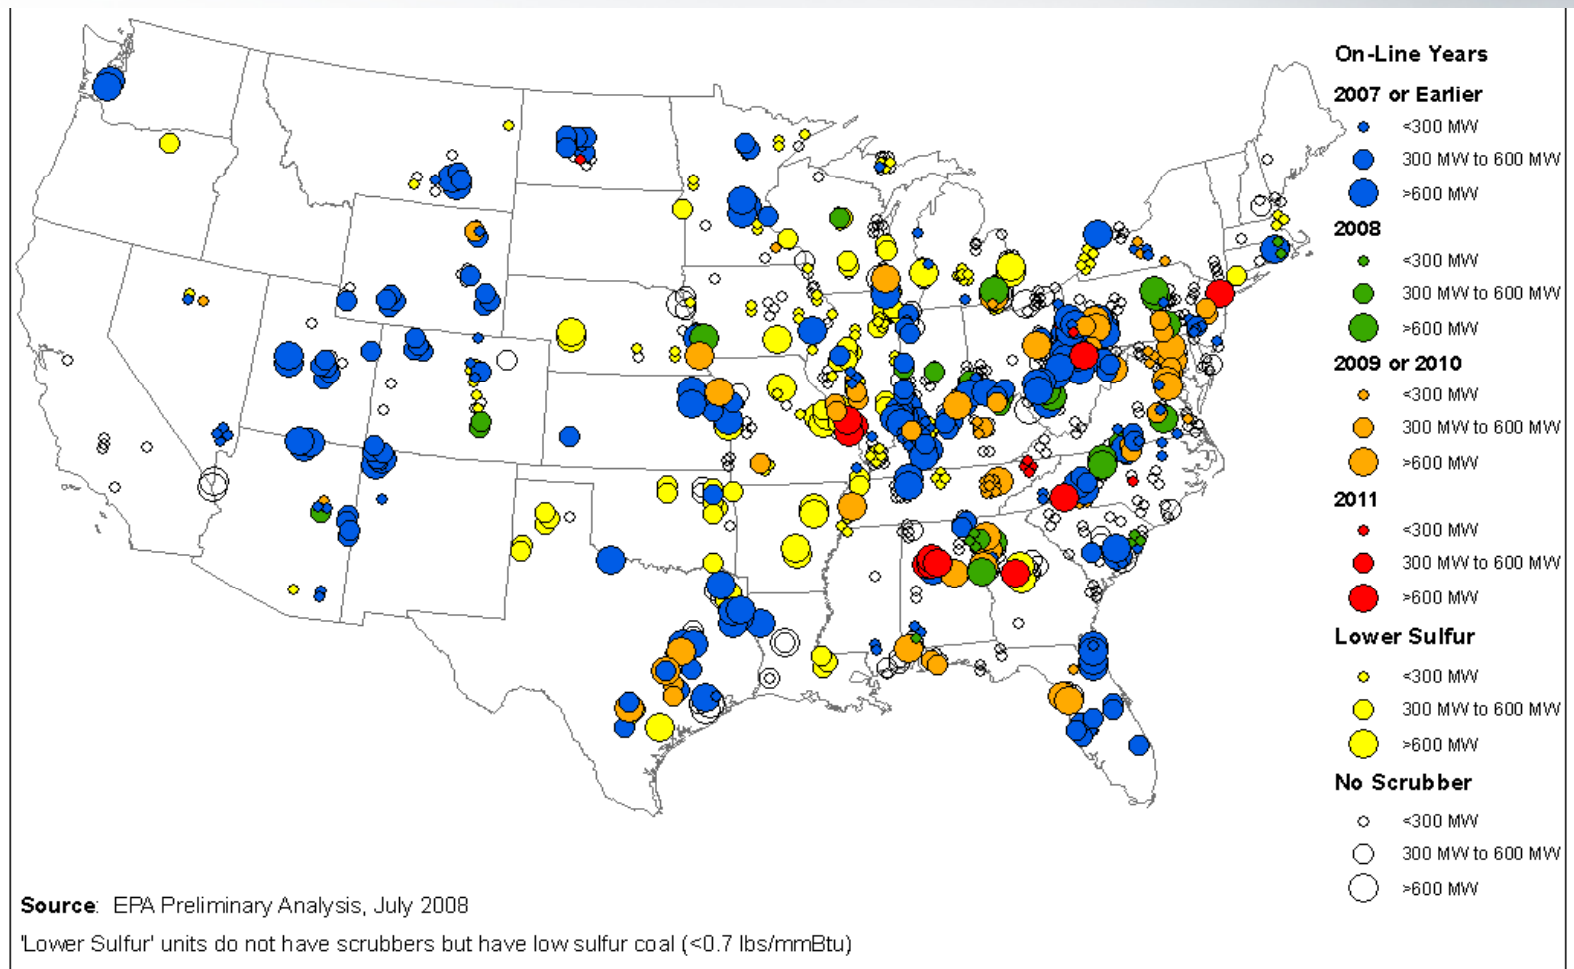 On-Line Years
2007 or Earlier
<300 MW
300 MW to 600 MW
>600 MW
2008
<300 MW
300 MW to 600 MW
>600 MW
2009 or 2010
<300 MW
300 MW to 600 MW
>600 MW
2011
<300 MW
300 MW to 600 MW
>600 MW
Lower Sulfur
<300 MW
300 MW to 600 MW
>600 MW
No Scrubber
<300 MW
300 MW to 600 MW
>600 MW
Source: EPA Preliminary Analysis, July 2008
'Lower Sulfur' units do not have scrubbers but have low sulfur coal (<0.7 lbs/mmBtu)